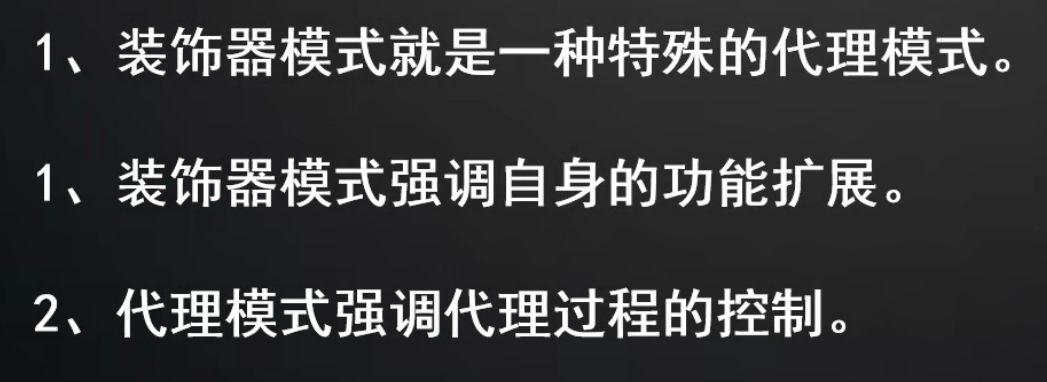 1、装饰器模式就是一种特殊的代理模式。
1、装饰器模式强调自身的功能扩展。
2、代理模式强调代理过程的控制。